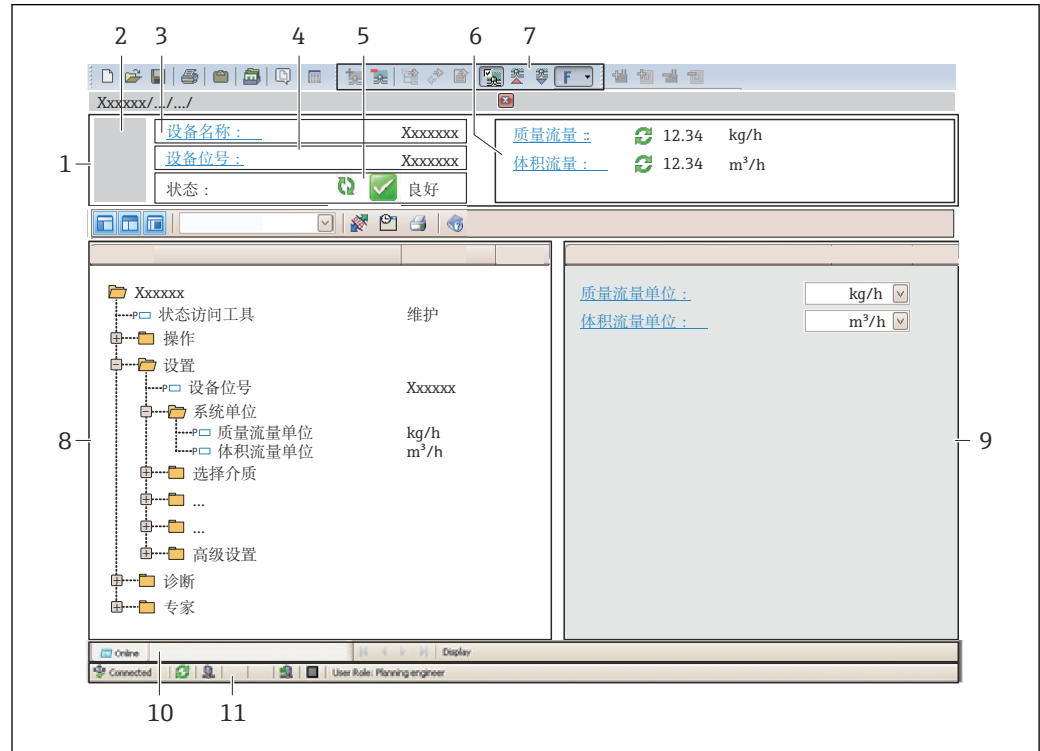 2 3 4 5 6 7
F
Xxxxxx/.../.../
1
设备名称： Xxxxxxx
设备位号： Xxxxxxx
状态： 良好
质量流量： 12.34 kg/h
体积流量： 12.34 m³/h
Xxxxxx
P 状态访问工具 维护
操作
设置
P 设备位号 Xxxxxx
系统单位
P 质量流量单位 kg/h
P 体积流量单位 m³/h
选择介质
...
...
高级设置
诊断
专家
8
质量流量单位： kg/h
体积流量单位： m³/h
9
Online Display
Connected User Role: Planning engineer
10 11